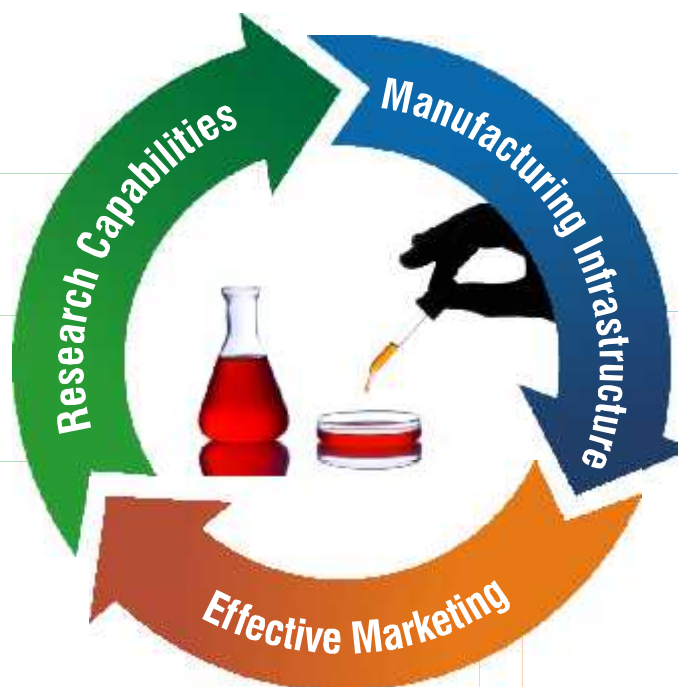 Research Capabilities
Manufacturing Infrastructure
Effective Marketing